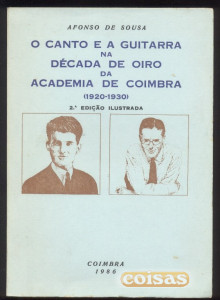 AFONSO DE SOUSA
O CANTO E A GUITARRA
NA
DÉCADA DE OIRO
DA
ACADEMIA DE COIMBRA
(1920-1930)
2.ª EDIÇÃO ILUSTRADA
COIMBRA
1986
coisas